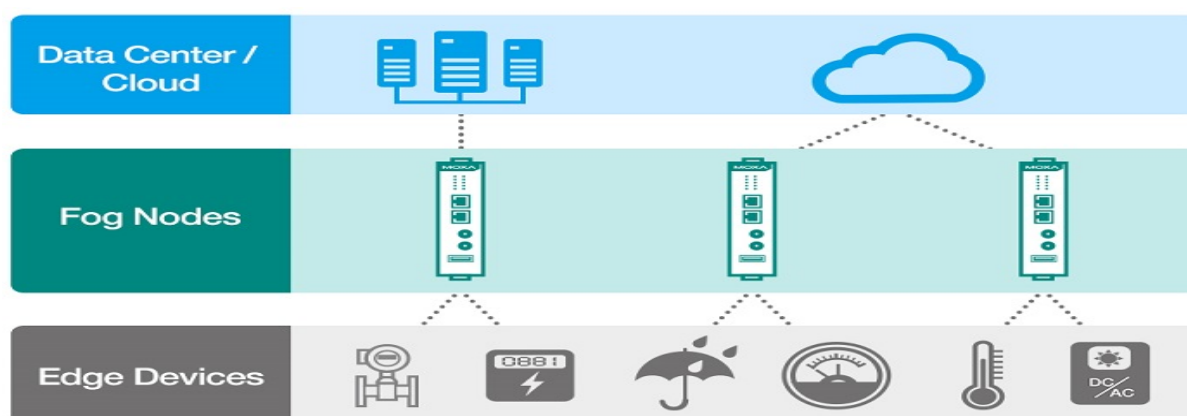 Data Center /
Cloud
MOXA
MOXA
MOXA
Fog Nodes
0881
DC/AC
Edge Devices